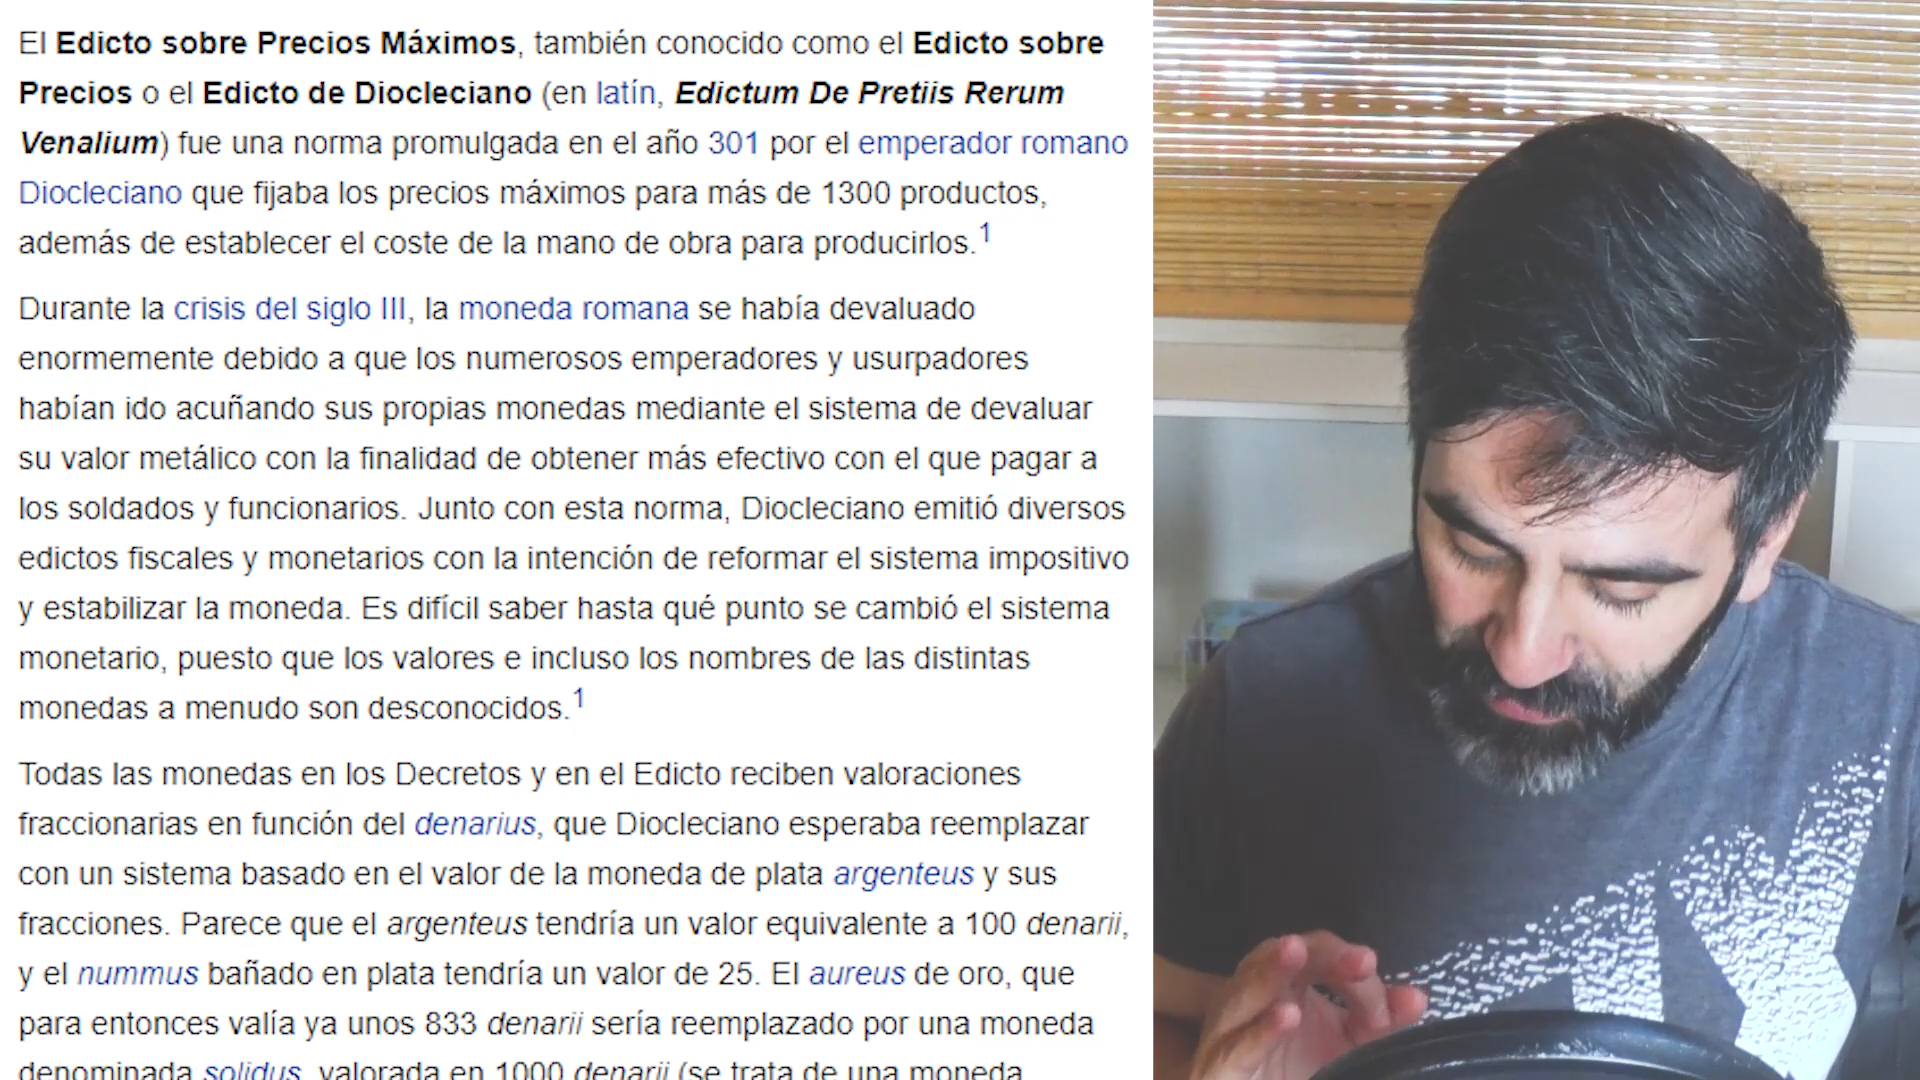 El Edicto sobre Precios Máximos, también conocido como el Edicto sobre
Precios o el Edicto de Diocleciano (en latín, Edictum De Pretiis Rerum
Venalium) fue una norma promulgada en el año 301 por el emperador romano
Diocleciano que fijaba los precios máximos para más de 1300 productos,
además de establecer el coste de la mano de obra para producirlos.1
Durante la crisis del siglo III, la moneda romana se había devaluado
enormemente debido a que los numerosos emperadores y usurpadores
habían ido acuñando sus propias monedas mediante el sistema de devaluar
su valor metálico con la finalidad de obtener más efectivo con el que pagar a
los soldados y funcionarios. Junto con esta norma, Diocleciano emitió diversos
edictos fiscales y monetarios con la intención de reformar el sistema impositivo
y estabilizar la moneda. Es difícil saber hasta qué punto se cambió el sistema
monetario, puesto que los valores e incluso los nombres de las distintas
monedas a menudo son desconocidos.1
Todas las monedas en los Decretos y en el Edicto reciben valoraciones
fraccionarias en función del denarius, que Diocleciano esperaba reemplazar
con un sistema basado en el valor de la moneda de plata argenteus y sus
fracciones. Parece que el argenteus tendría un valor equivalente a 100 denarii,
y el nummus bañado en plata tendría un valor de 25. El aureus de oro, que
para entonces valía ya unos 833 denarii sería reemplazado por una moneda
denominada solidus, valorada en 1000 denarii (se trata de una moneda